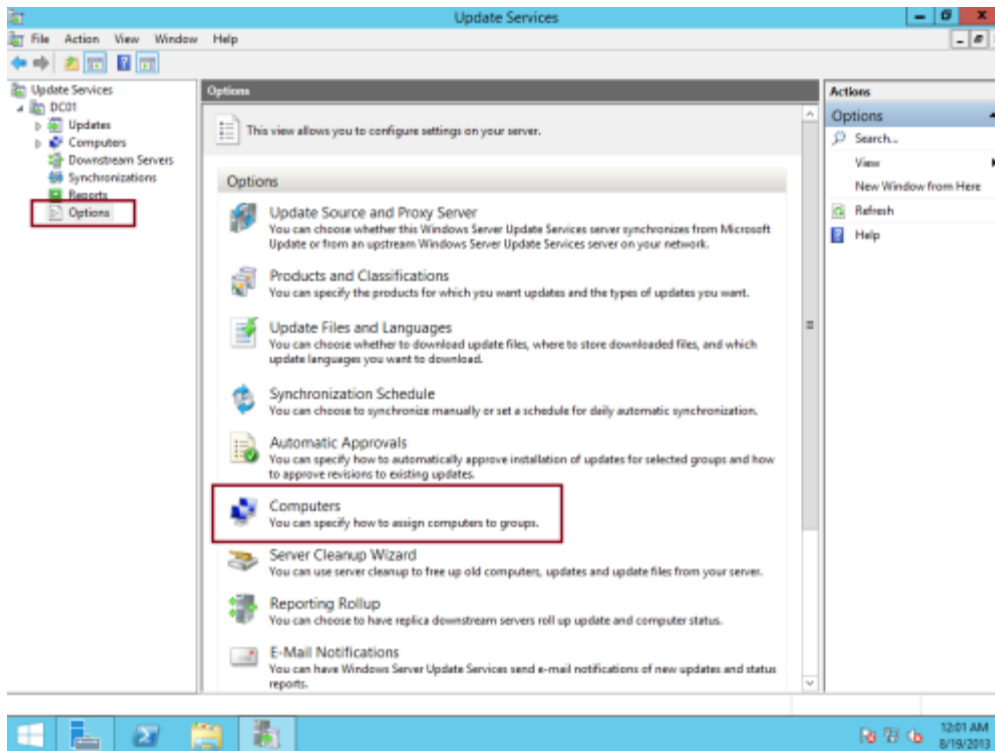 Update Services
File Action View Window Help
Update Services
DC01
Updates
Computers
Downstream Servers
Synchronizations
Reports
Options
Options
This view allows you to configure settings on your server.
Options
Update Source and Proxy Server
You can choose whether this Windows Server Update Services server synchronizes from Microsoft
Update or from an upstream Windows Server Update Services server on your network.
Products and Classifications
You can specify the products for which you want updates and the types of updates you want.
Update Files and Languages
You can choose whether to download update files, where to store downloaded files, and which
update languages you want to download.
Synchronization Schedule
You can choose to synchronize manually or set a schedule for daily automatic synchronization.
Automatic Approvals
You can specify how to automatically approve installation of updates for selected groups and how
to approve revisions to existing updates.
Computers
You can specify how to assign computers to groups.
Server Cleanup Wizard
You can use server cleanup to free up old computers, updates and update files from your server.
Reporting Rollup
You can choose to have replica downstream servers roll up update and computer status.
E-Mail Notifications
You can have Windows Server Update Services send e-mail notifications of new updates and status
reports.
Actions
Options
Search...
View
New Window from Here
Refresh
Help
12:01 AM
8/19/2013